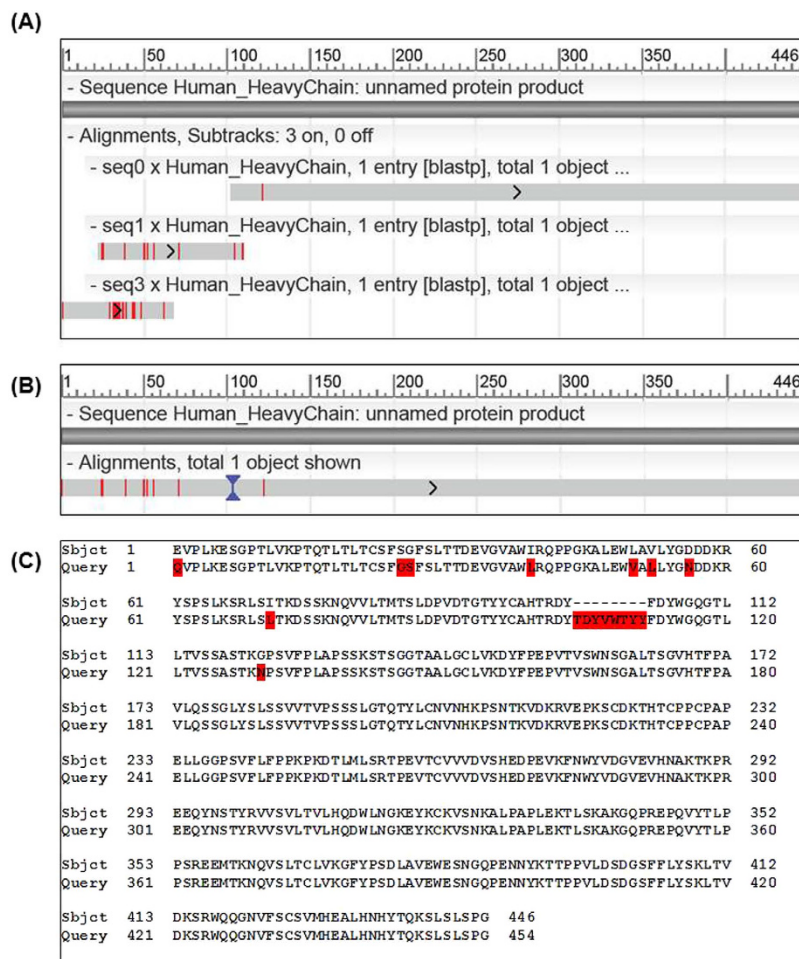 (A)
1 50 100 150 200 250 300 350 446
- Sequence Human_HeavyChain: unnamed protein product
- Alignments, Subtracks: 3 on, 0 off
- seq0 x Human_HeavyChain, 1 entry [blastp], total 1 object ...
- seq1 x Human_HeavyChain, 1 entry [blastp], total 1 object ...
- seq3 x Human_HeavyChain, 1 entry [blastp], total 1 object ...
(B)
1 50 100 150 200 250 300 350 446
- Sequence Human_HeavyChain: unnamed protein product
- Alignments, total 1 object shown
(C)
Sbjct 1 EVPLKESGPTLVKPTQTLTLTCSFSGFSLTTDEVGVAWIRQPPGKALEWLAVLYGDDDKR 60
Query 1 QVPLKESGPTLVKPTQTLTLTCSFGSFSLTTDEVGVAWLRQPPGKALEWVALLYGNDDKR 60
Sbjct 61 YSPSLKSRLSITKDSSKNQVVLTMTSLDPVDTGTYYCAHTRDY--------FDYWGQGTL 112
Query 61 YSPSLKSRLSLTKDSSKNQVVLTMTSLDPVDTGTYYCAHTRDYTDYVWTYYFDYWGQGTL 120
Sbjct 113 LTVSSASTKGPSVFPLAPSSKSTSGGTAALGCLVKDYFPEPVTVSWNSGALTSGVHTFPA 172
Query 121 LTVSSASTKNPSVFPLAPSSSSTSGGTAALGCLVKDYFPEPVTVSWNSGALTSGVHTFPA 180
Sbjct 173 VLQSSGLYSLSSVVTVPSSSLGTQTYLCNVNHKPSNTKVDKRVEPKSCDKTHTCPPCPAP 232
Query 181 VLQSSGLYSLSSVVTVPSSSLGTQTYLCNVNHKPSNTKVDKRVEPKSCDKTHTCPPCPAP 240
Sbjct 233 ELLGGPSVFLFPPKPKDTLMLSRTPEVTCVVVDVSHEDPEVKFNWYVDGVEVHNAKTKPR 292
Query 241 ELLGGPSVFLFPPKPKDTLMLSRTPEVTCVVVDVSHEDPEVKFNWYVDGVEVHNAKTKPR 300
Sbjct 293 EEQYNSTYRVVSVLTVLHQDWLNGKEYKCKVSNKALPAPLEKTLSKAKGQPREPQVYTLP 352
Query 301 EEQYNSTYRVVSVLTVLHQDWLNGKEYKCKVSNKALPAPLEKTLSKAKGQPREPQVYTLP 360
Sbjct 353 PSREEMTKNQVSLTCLVKGFYPSDLAVEWESNGQPENNYKTTPPVLDSDGSFFLYSKLTV 412
Query 361 PSREEMTKNQVSLTCLVKGFYPSDLAVEWESNGQPENNYKTTPPVLDSDGSFFLYSKLTV 420
Sbjct 413 DKSRWQQGNVFSCSVMHEALHNHYTQKSLSLSPG 446
Query 421 DKSRWQQGNVFSCSVMHEALHNHYTQKSLSLSPG 454